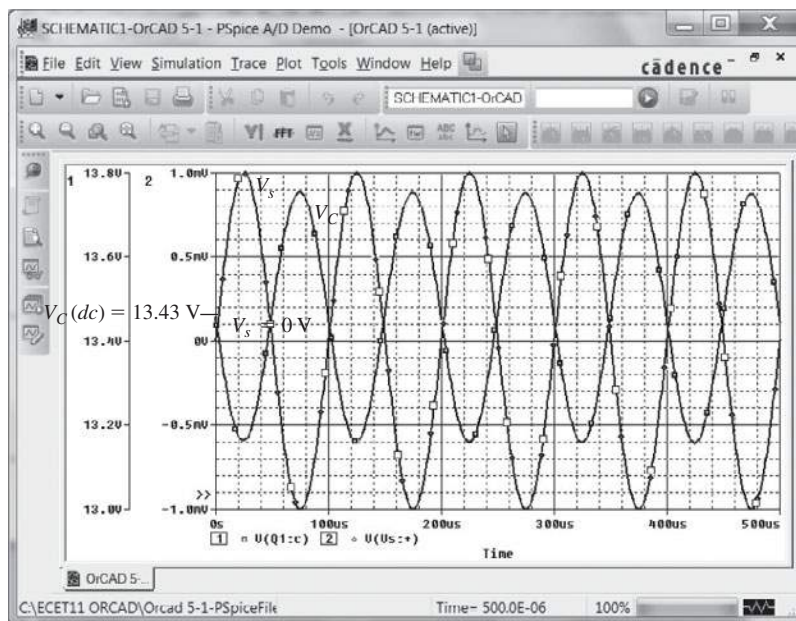 SCHEMATIC1-OrCAD 5-1 - PSpice A/D Demo - [OrCAD 5-1 (active)]
File Edit View Simulation Trace Plot Tools Window Help
cādence
SCHEMATIC1-OrCAD
FFT
ABC
1 13.8V 2 1.0mV
Vs
VC
13.6V 0.5mV
VC (dc) = 13.43 V
Vs = 0 V
13.4V 0V
13.2V -0.5mV
>>
13.0V -1.0mV
0s 100us 200us 300us 400us 500us
1 V(Q1:c) 2 V(Vs:+)
Time
OrCAD 5-...
C:\ECET11 ORCAD\Orcad 5-1-PSpiceFile Time= 500.0E-06 100%